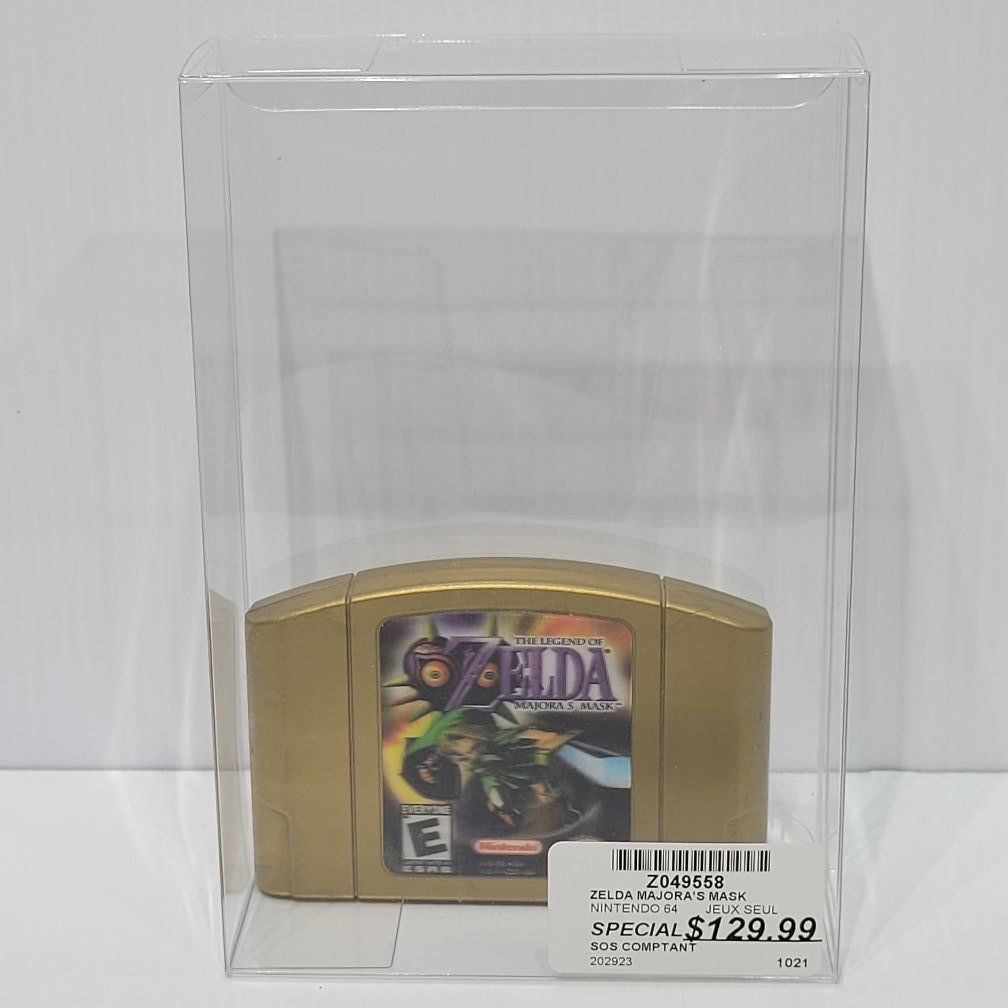 THE LEGEND OF
ZELDA
MAJORA'S MASK™
EVERYONE
E
ESRB
Nintendo
Z049558
ZELDA MAJORA'S MASK
NINTENDO 64 JEUX SEUL
SPECIAL $129.99
SOS COMPTANT
202923 1021